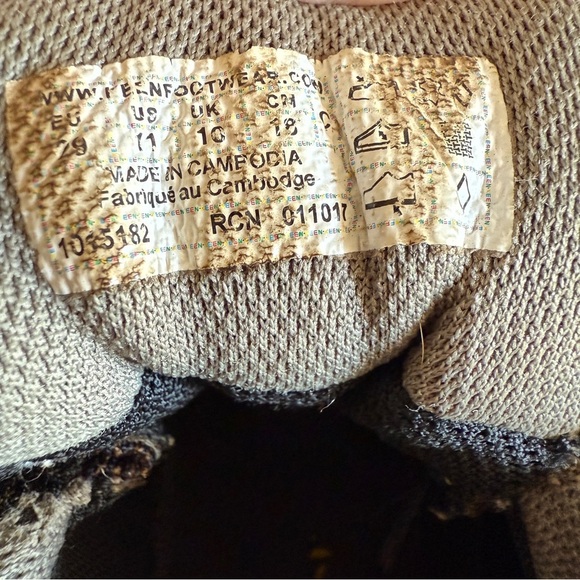 WWW.KEENFOOTWEAR.COM
EU US UK CM
29 11 10 18 C
MADE IN CAMBODIA
Fabriqué au Cambodge
1035182 RCN 011017